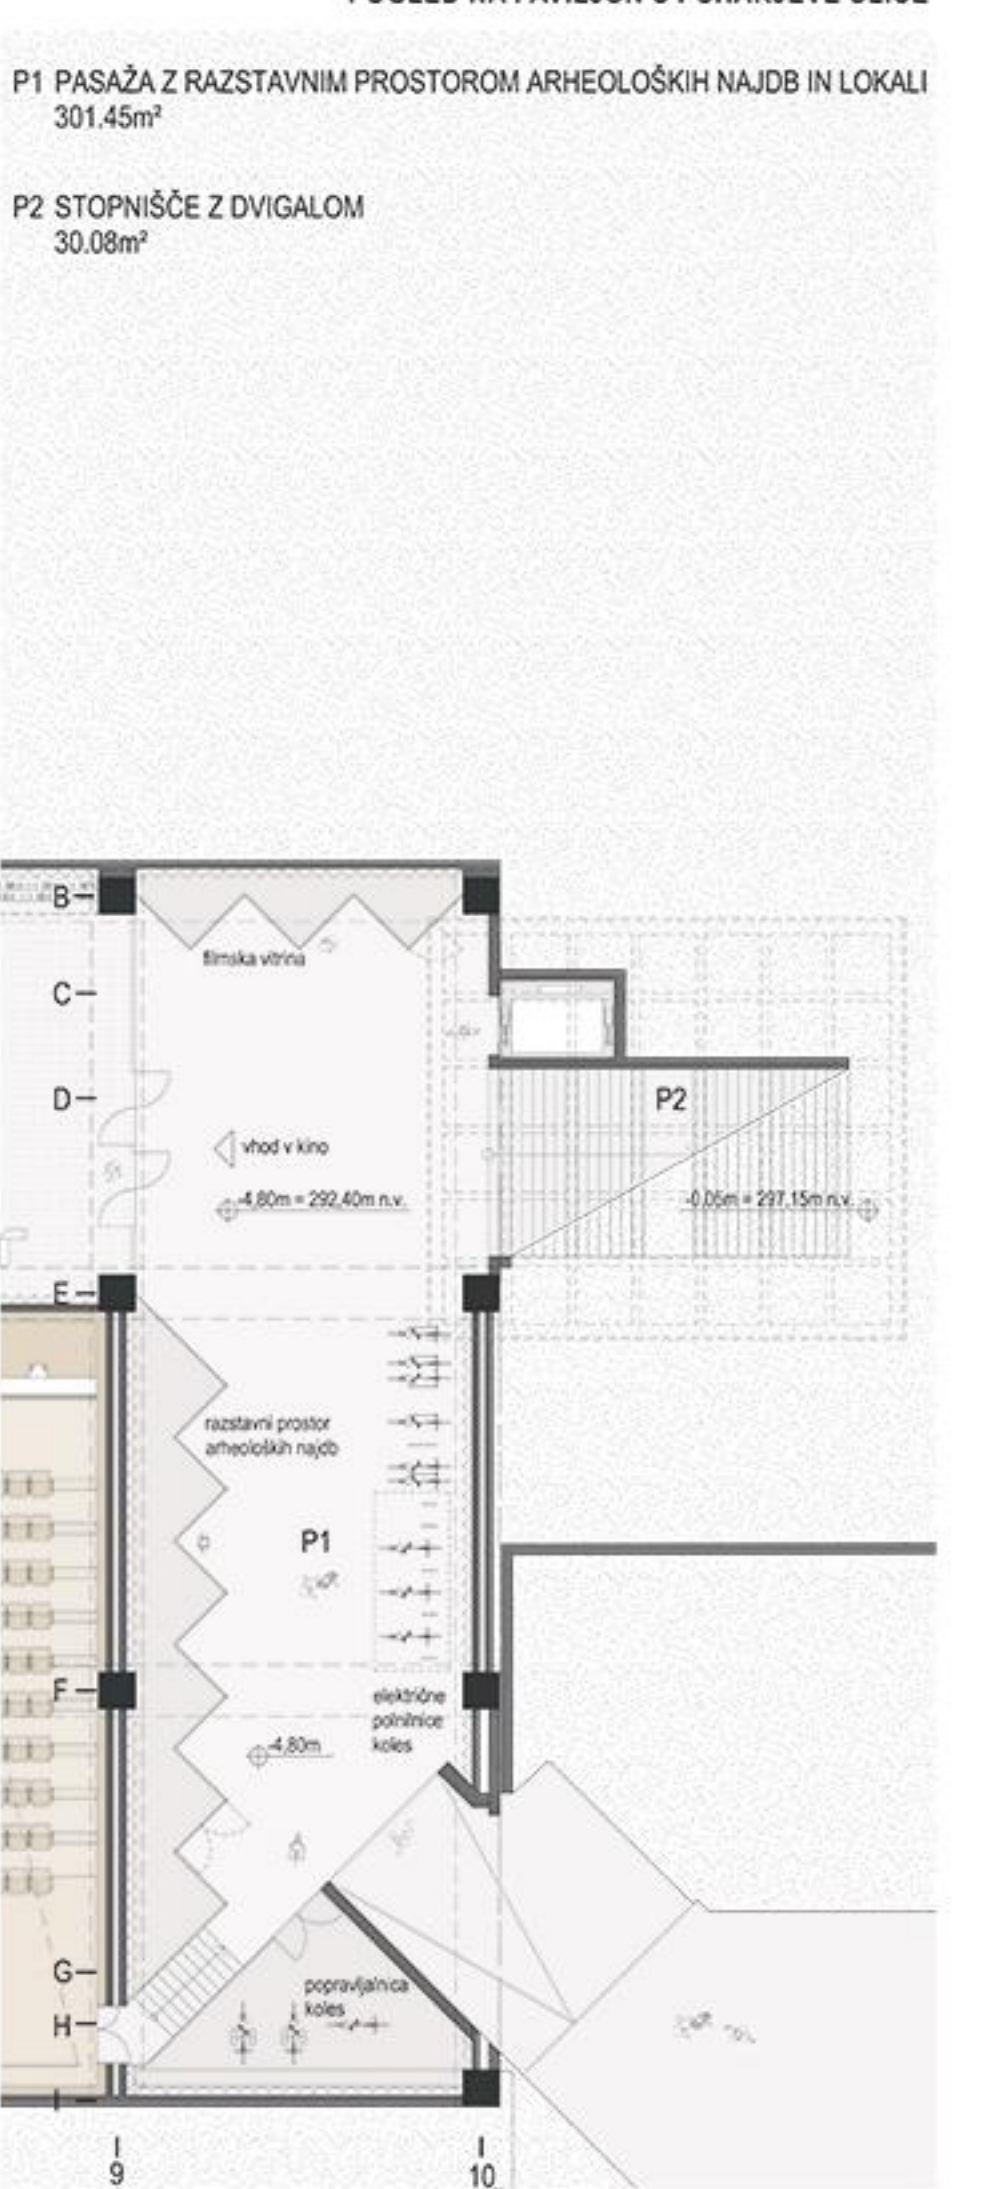 P1 PASAŽA Z RAZSTAVNIM PROSTOROM ARHEOLOŠKIH NAJDB IN LOKALI
301.45m²
P2 STOPNIŠČE Z DVIGALOM
30.08m²
B
filmska vitrina
C
D
P2
vhod v kino
-4,80m = 292,40m n.v.
-0,05m = 297,15m n.v.
E
razstavni prostor
arheoloških najdb
P1
F
električne
polnilnice
koles
-4,80m
G
popravljalnica
koles
H
I
9
10